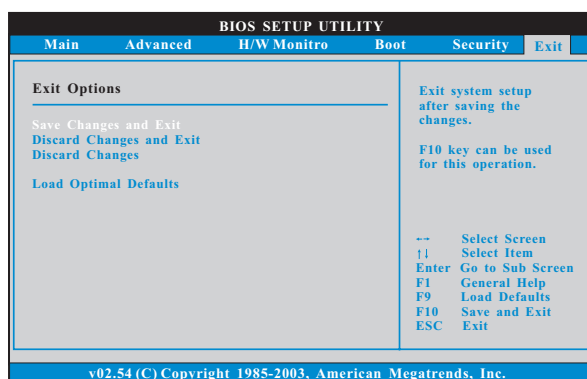 BIOS SETUP UTILITY
Main Advanced H/W Monitro Boot Security Exit
Exit Options
Save Changes and Exit
Discard Changes and Exit
Discard Changes
Load Optimal Defaults
Exit system setup
after saving the
changes.
F10 key can be used
for this operation.
←→ Select Screen
↑↓ Select Item
Enter Go to Sub Screen
F1 General Help
F9 Load Defaults
F10 Save and Exit
ESC Exit
v02.54 (C) Copyright 1985-2003, American Megatrends, Inc.